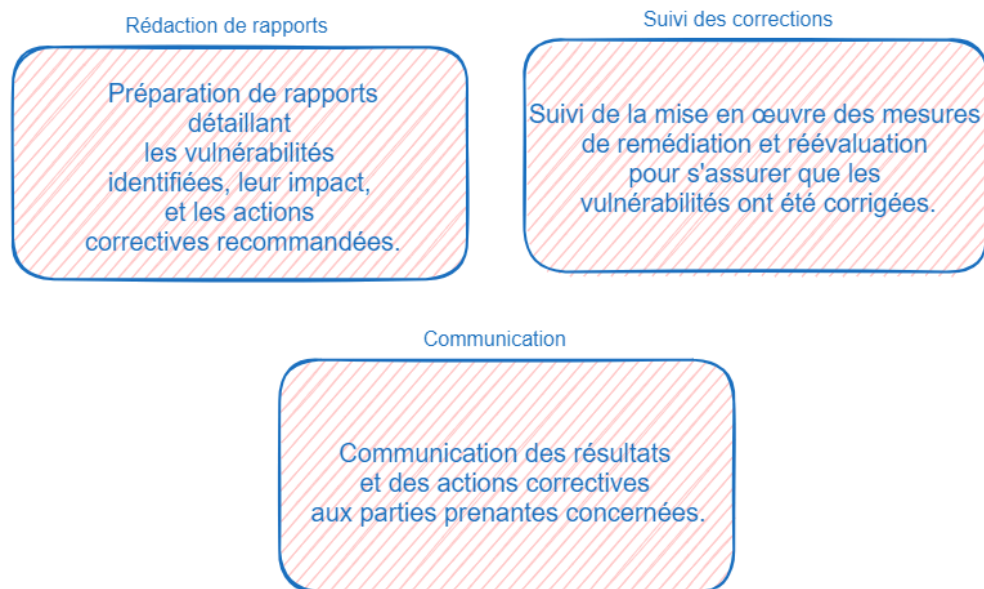 Rédaction de rapports
Préparation de rapports
détaillant
les vulnérabilités
identifiées, leur impact,
et les actions
correctives recommandées.
Suivi des corrections
Suivi de la mise en œuvre des mesures
de remédiation et réévaluation
pour s'assurer que les
vulnérabilités ont été corrigées.
Communication
Communication des résultats
et des actions correctives
aux parties prenantes concernées.